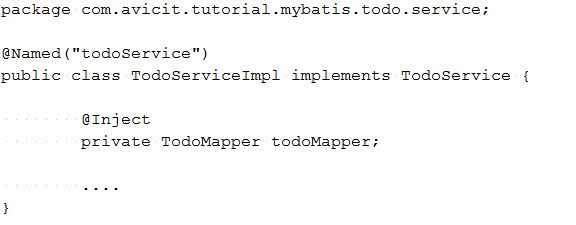 package com.avicit.tutorial.mybatis.todo.service;
@Named("todoService")
public class TodoServiceImpl implements TodoService {
@Inject
private TodoMapper todoMapper;
....
}